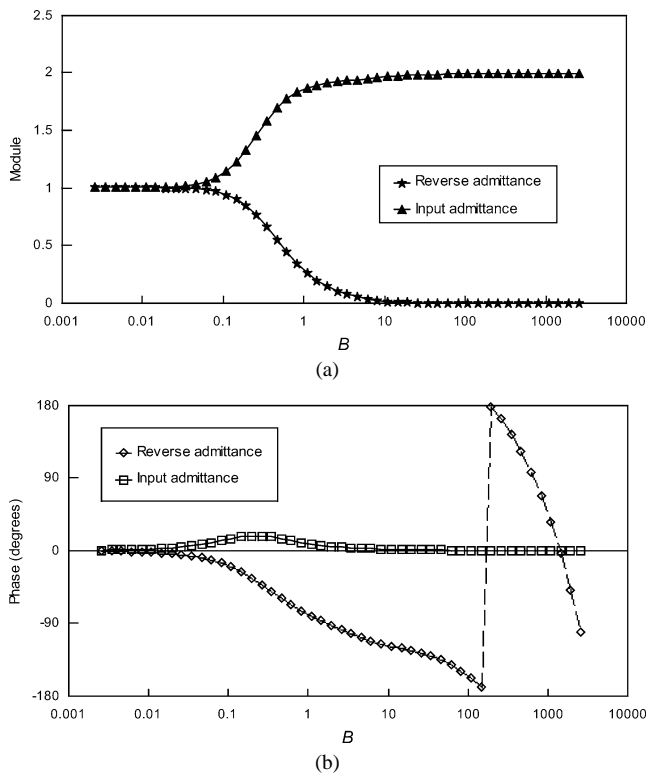 2.5
2
1.5
1
0.5
0
Module
Reverse admittance
Input admittance
0.001 0.01 0.1 1 10 100 1000 10000
B
(a)
180
90
0
-90
-180
Phase (degrees)
Reverse admittance
Input admittance
0.001 0.01 0.1 1 10 100 1000 10000
B
(b)